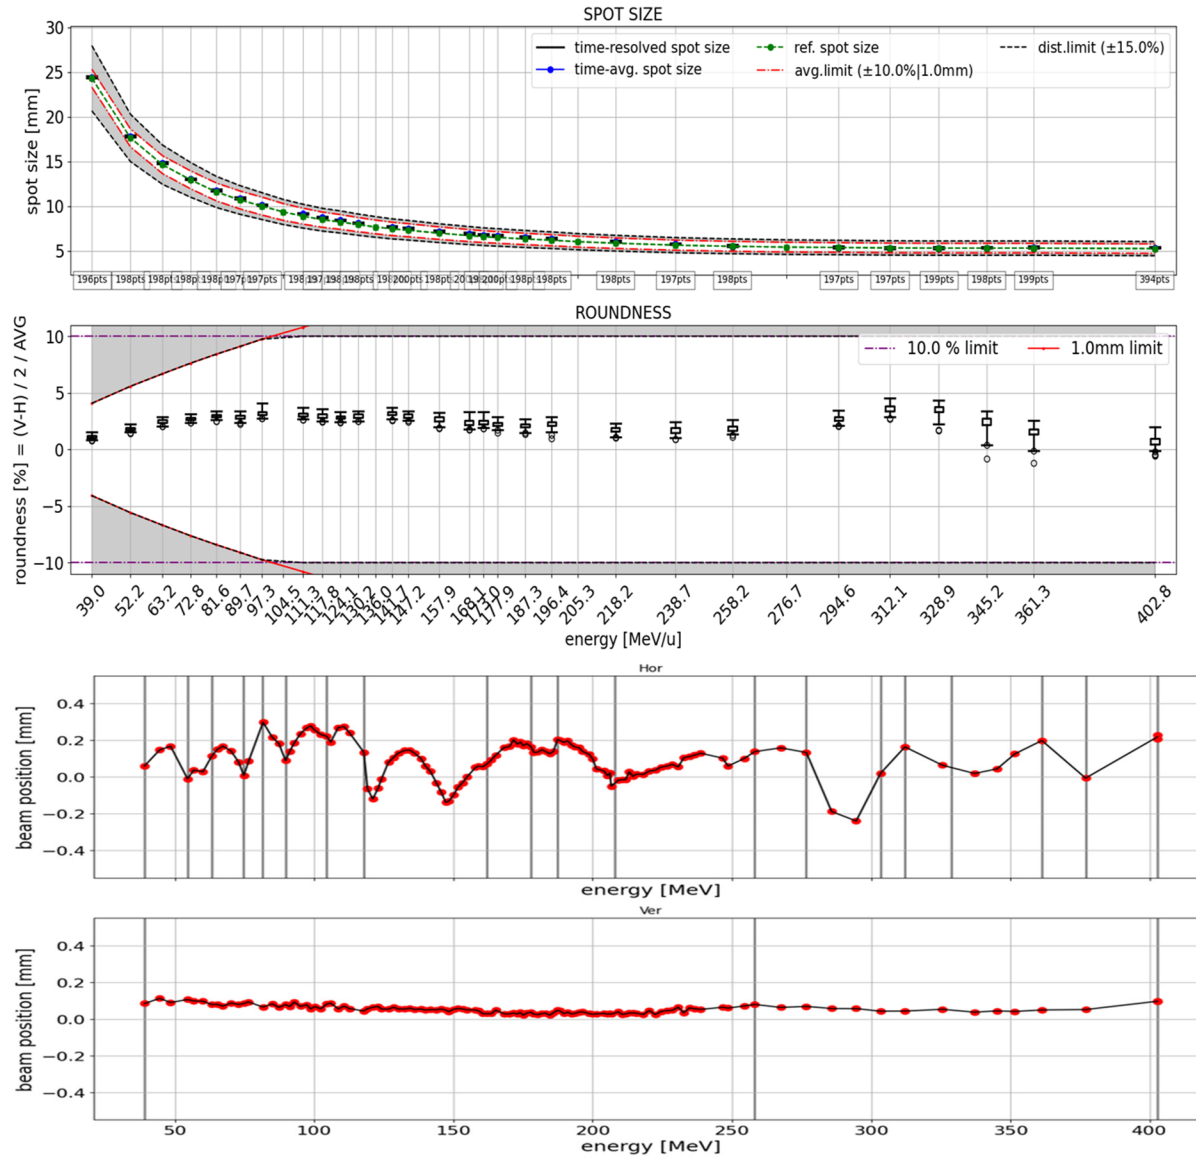 SPOT SIZE
spot size [mm]
30
25
20
15
10
5
time-resolved spot size
time-avg. spot size
ref. spot size
avg.limit (±10.0%|1.0mm)
dist.limit (±15.0%)
196pts 198pts 198pts 198pts 197pts 198pts 198pts 198pts 198pts 197pts 198pts 197pts 198pts 197pts 197pts 199pts 198pts 199pts 394pts
ROUNDNESS
roundness [%] = (V-H) / 2 / AVG
10
5
0
−5
−10
10.0 % limit
1.0mm limit
39.0 52.2 63.2 72.8 81.6 89.7 97.3 104.5 111.3 117.8 124.1 130.2 136.0 141.7 147.2 157.9 168.1 173.0 177.9 187.3 196.4 205.3 218.2 238.7 258.2 276.7 294.6 312.1 328.9 345.2 361.3 402.8
energy [MeV/u]
Hor
beam position [mm]
0.4
0.2
0.0
−0.2
−0.4
energy [MeV]
Ver
beam position [mm]
0.4
0.2
0.0
−0.2
−0.4
50 100 150 200 250 300 350 400
energy [MeV]